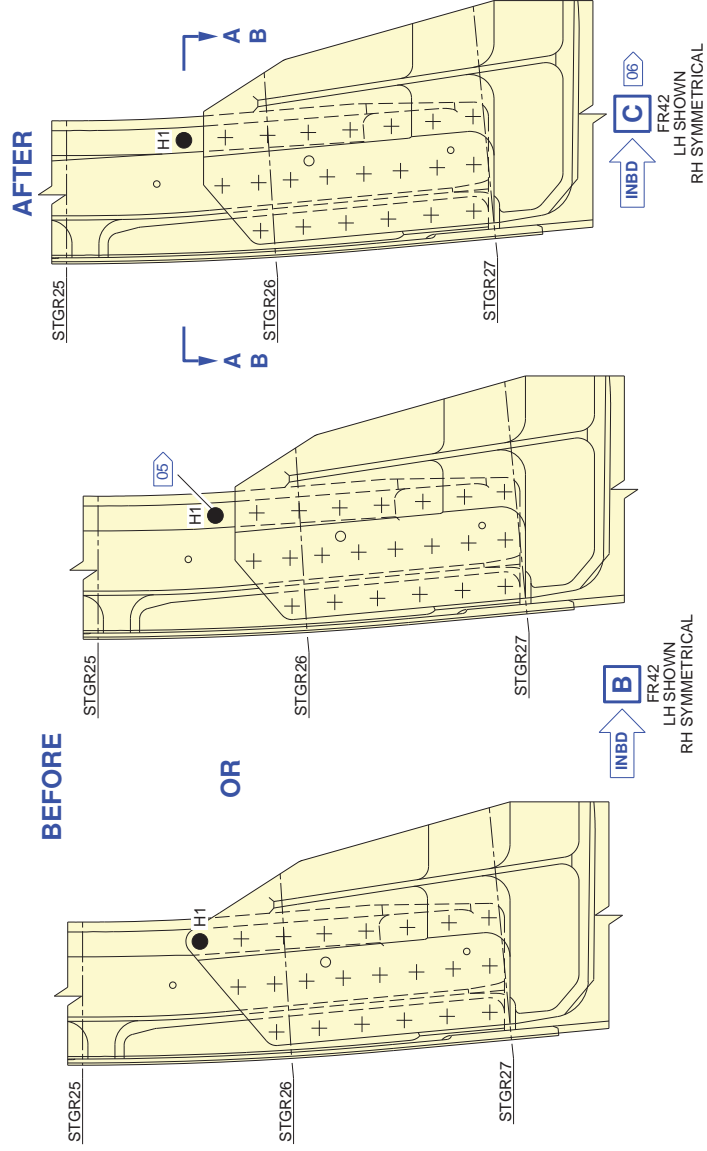 BEFORE
OR
AFTER
STGR25
STGR26
STGR27
H1
STGR25
STGR26
STGR27
H1
05
INBD
B
FR42
LH SHOWN
RH SYMMETRICAL
STGR25
STGR26
STGR27
H1
A
B
A
B
INBD
C
06
FR42
LH SHOWN
RH SYMMETRICAL